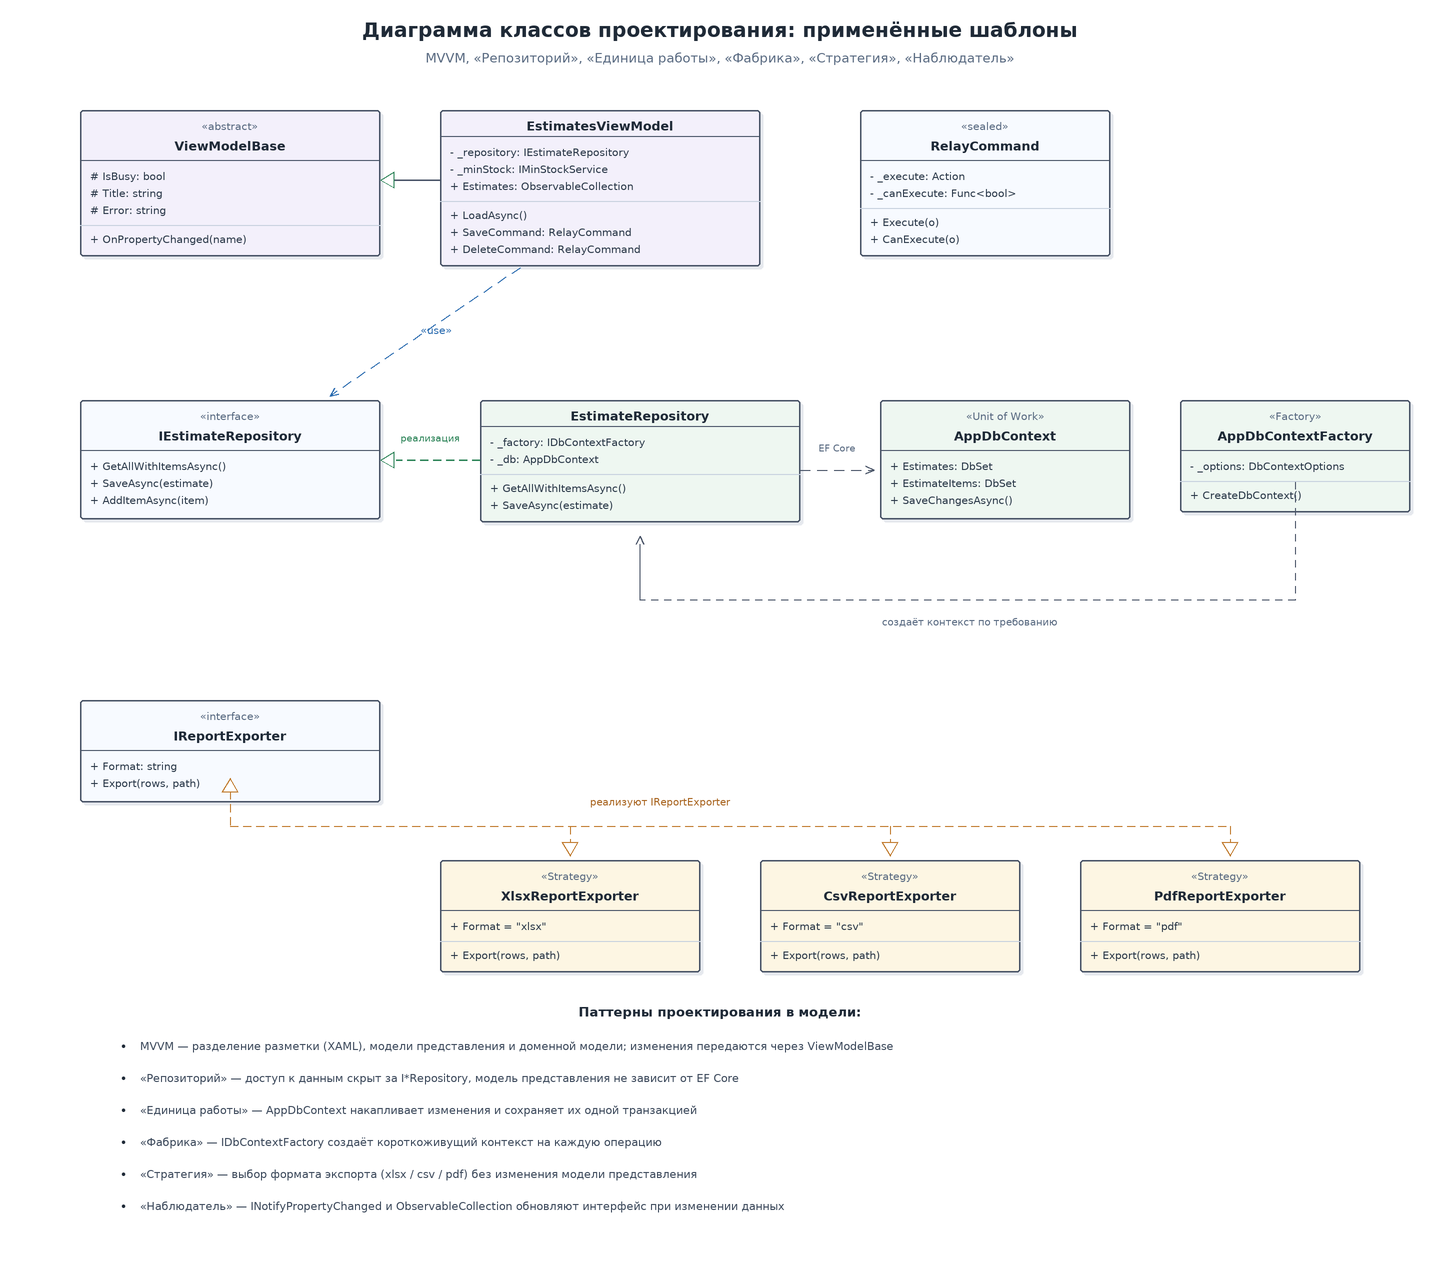 Диаграмма классов проектирования: применённые шаблоны
MVVM, «Репозиторий», «Единица работы», «Фабрика», «Стратегия», «Наблюдатель»
«abstract»
ViewModelBase
# IsBusy: bool
# Title: string
# Error: string
+ OnPropertyChanged(name)
EstimatesViewModel
- _repository: IEstimateRepository
- _minStock: IMinStockService
+ Estimates: ObservableCollection
+ LoadAsync()
+ SaveCommand: RelayCommand
+ DeleteCommand: RelayCommand
«sealed»
RelayCommand
- _execute: Action
- _canExecute: Func<bool>
+ Execute(o)
+ CanExecute(o)
«use»
«interface»
IEstimateRepository
+ GetAllWithItemsAsync()
+ SaveAsync(estimate)
+ AddItemAsync(item)
реализация
EstimateRepository
- _factory: IDbContextFactory
- _db: AppDbContext
+ GetAllWithItemsAsync()
+ SaveAsync(estimate)
EF Core
«Unit of Work»
AppDbContext
+ Estimates: DbSet
+ EstimateItems: DbSet
+ SaveChangesAsync()
«Factory»
AppDbContextFactory
- _options: DbContextOptions
+ CreateDbContext()
создаёт контекст по требованию
«interface»
IReportExporter
+ Format: string
+ Export(rows, path)
реализуют IReportExporter
«Strategy»
XlsxReportExporter
+ Format = "xlsx"
+ Export(rows, path)
«Strategy»
CsvReportExporter
+ Format = "csv"
+ Export(rows, path)
«Strategy»
PdfReportExporter
+ Format = "pdf"
+ Export(rows, path)
Паттерны проектирования в модели:
• MVVM — разделение разметки (XAML), модели представления и доменной модели; изменения передаются через ViewModelBase
• «Репозиторий» — доступ к данным скрыт за I*Repository, модель представления не зависит от EF Core
• «Единица работы» — AppDbContext накапливает изменения и сохраняет их одной транзакцией
• «Фабрика» — IDbContextFactory создаёт короткоживущий контекст на каждую операцию
• «Стратегия» — выбор формата экспорта (xlsx / csv / pdf) без изменения модели представления
• «Наблюдатель» — INotifyPropertyChanged и ObservableCollection обновляют интерфейс при изменении данных